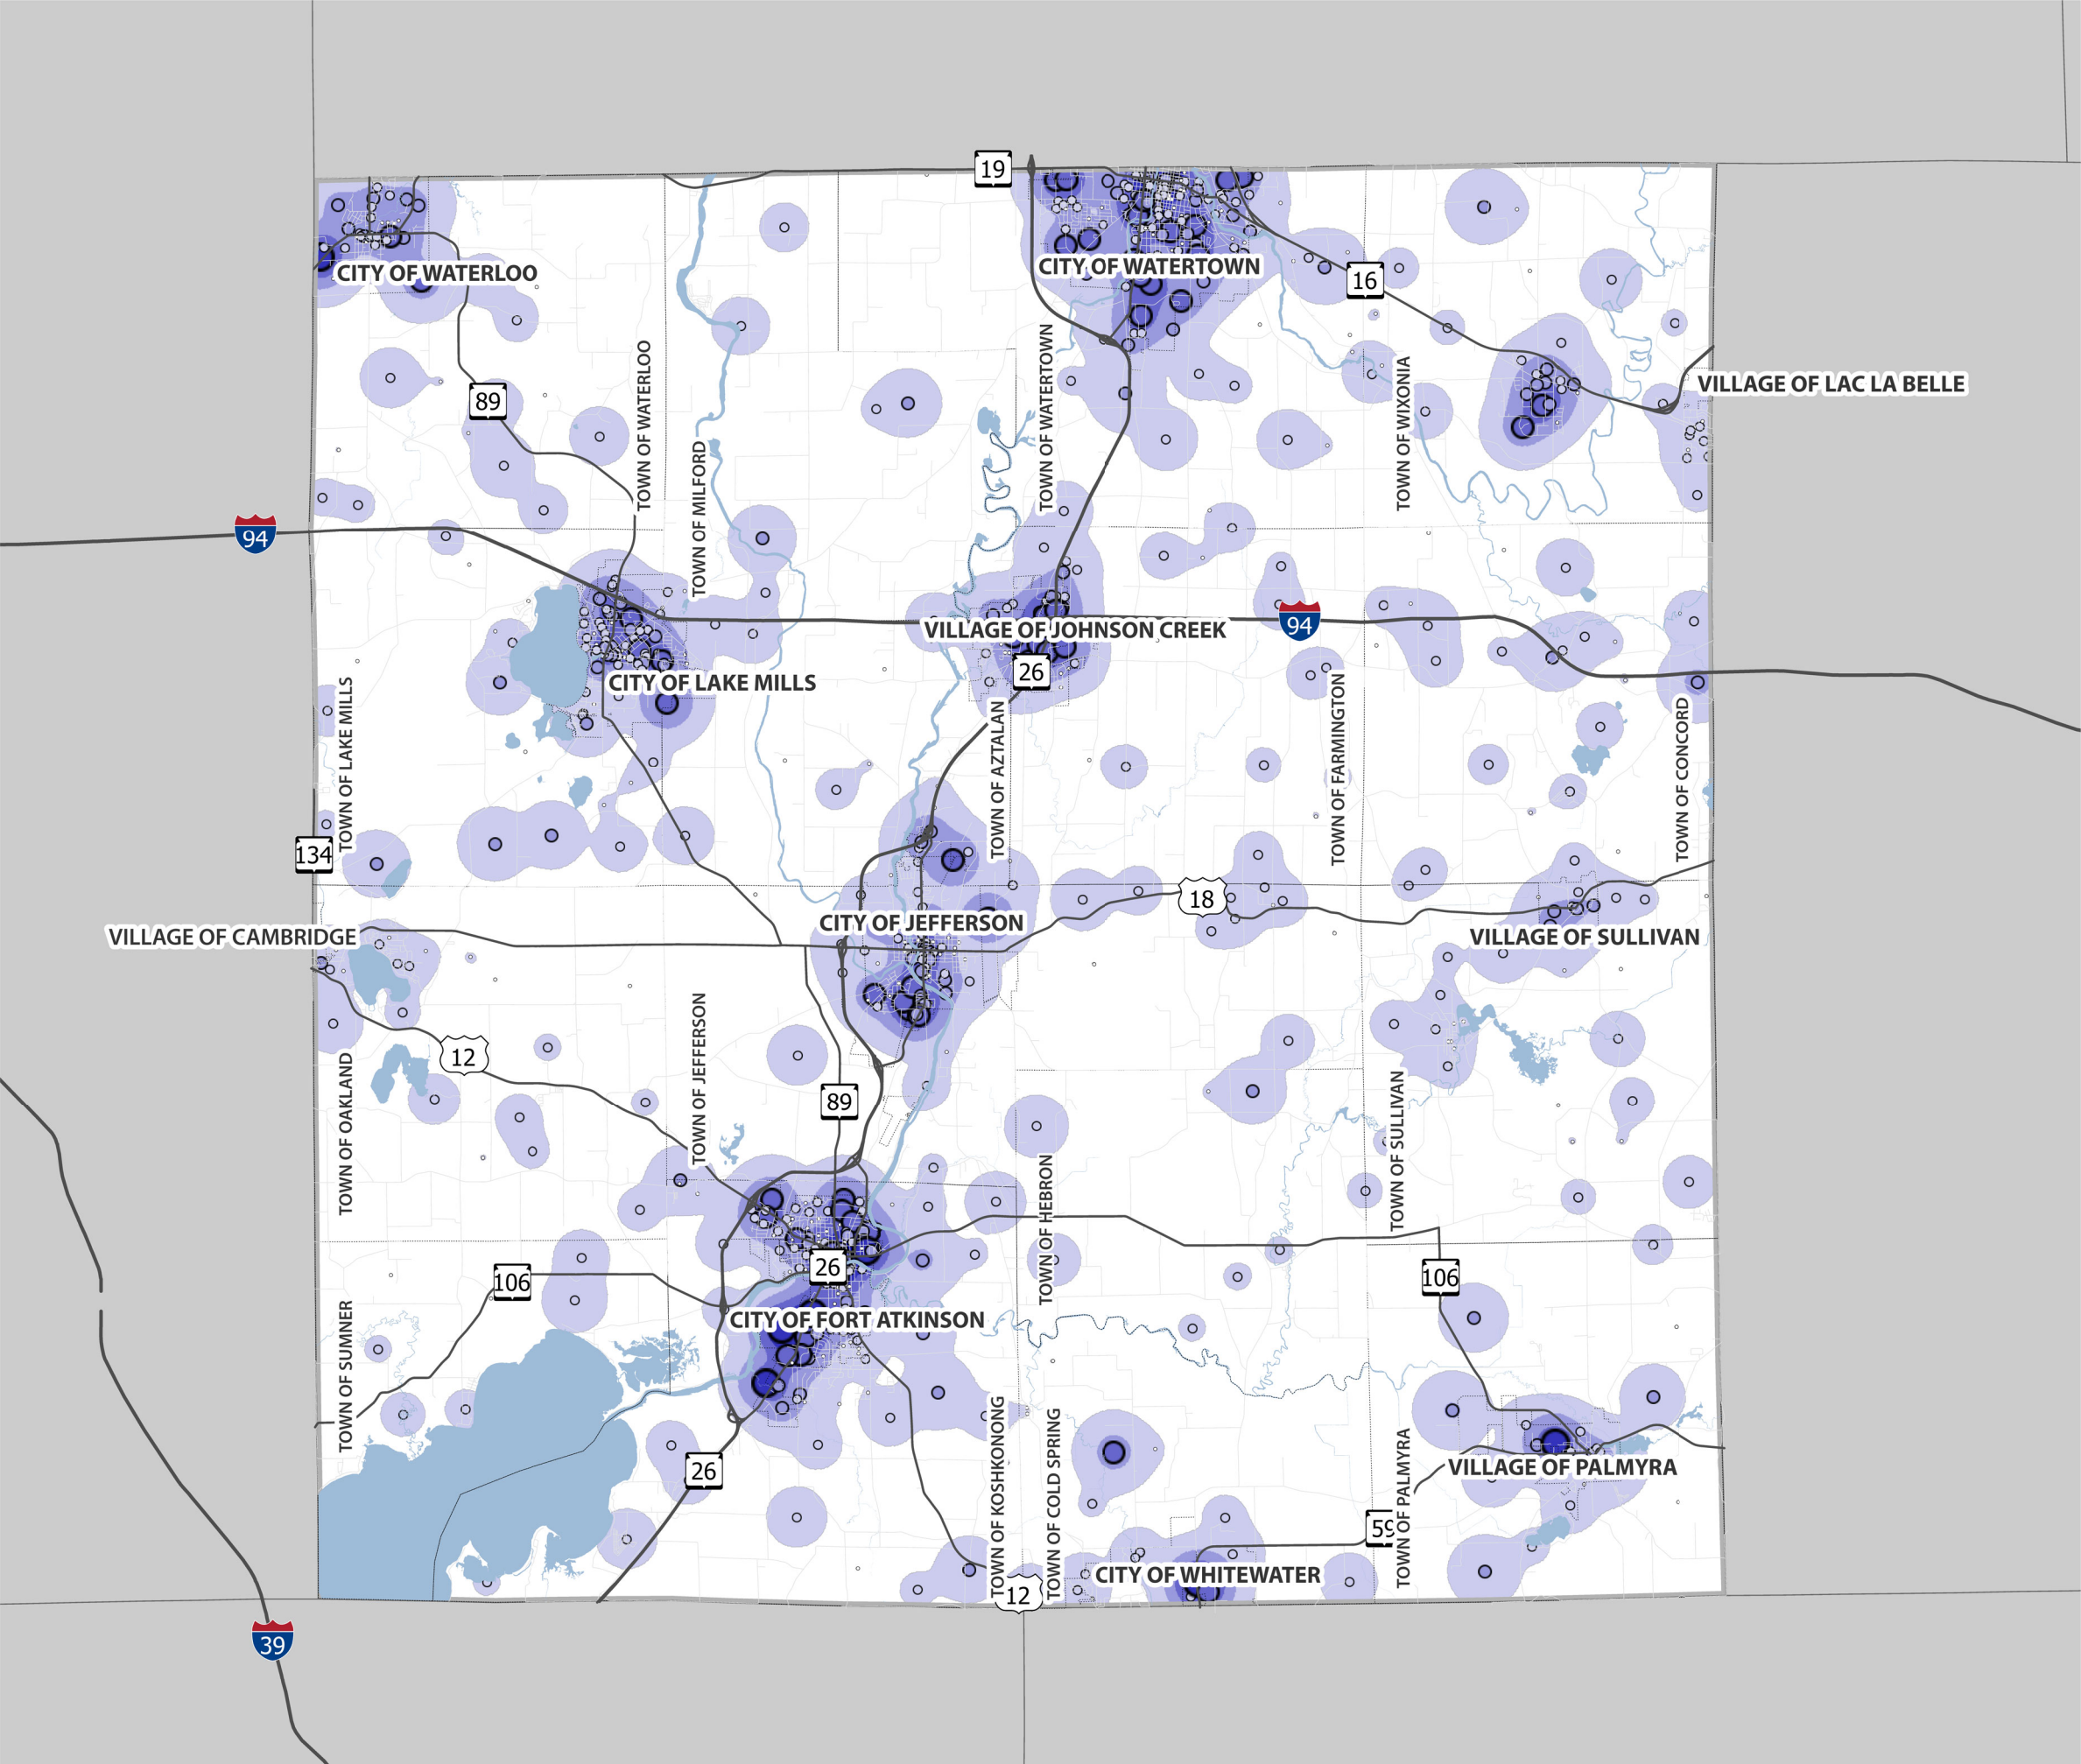 19
CITY OF WATERLOO
CITY OF WATERTOWN
16
VILLAGE OF LAC LA BELLE
89
TOWN OF WATERLOO
TOWN OF MILFORD
TOWN OF WATERTOWN
TOWN OF WIXONIA
94
94
VILLAGE OF JOHNSON CREEK
26
CITY OF LAKE MILLS
TOWN OF LAKE MILLS
TOWN OF AZTALAN
TOWN OF FARMINGTON
TOWN OF CONCORD
134
18
CITY OF JEFFERSON
VILLAGE OF CAMBRIDGE
VILLAGE OF SULLIVAN
12
89
TOWN OF OAKLAND
TOWN OF JEFFERSON
TOWN OF HEBRON
TOWN OF SULLIVAN
26
106
106
CITY OF FORT ATKINSON
TOWN OF SUMNER
26
TOWN OF KOSHKONONG
TOWN OF COLD SPRING
TOWN OF PALMYRA
VILLAGE OF PALMYRA
59
CITY OF WHITEWATER
12
39